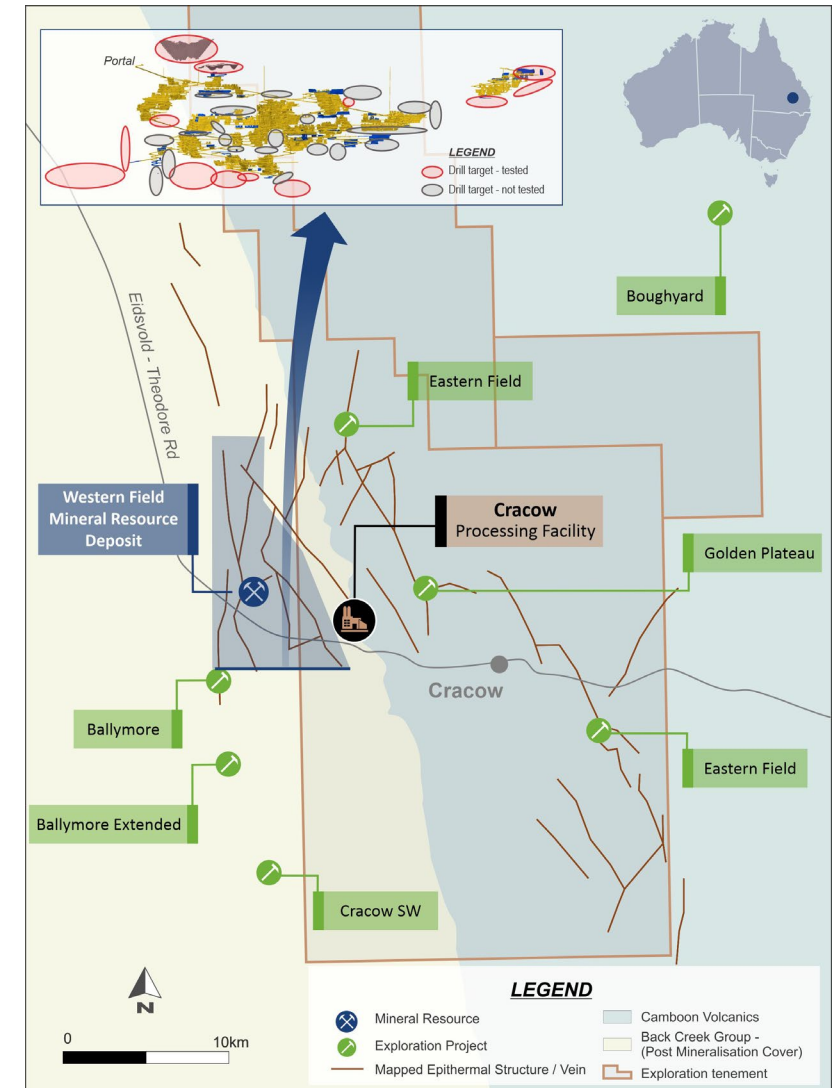 Portal
LEGEND
Drill target - tested
Drill target - not tested
Boughyard
Eidsvold - Theodore Rd
Eastern Field
Western Field
Mineral Resource
Deposit
Cracow
Processing Facility
Golden Plateau
Cracow
Ballymore
Eastern Field
Ballymore Extended
Cracow SW
N
0
10km
LEGEND
Mineral Resource
Exploration Project
Mapped Epithermal Structure / Vein
Camboon Volcanics
Back Creek Group -
(Post Mineralisation Cover)
Exploration tenement